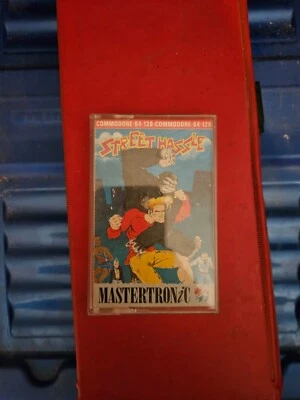 COMMODORE·64·128·COMMODORE·64·128
STREET HASSLE
MASTERTRONiC